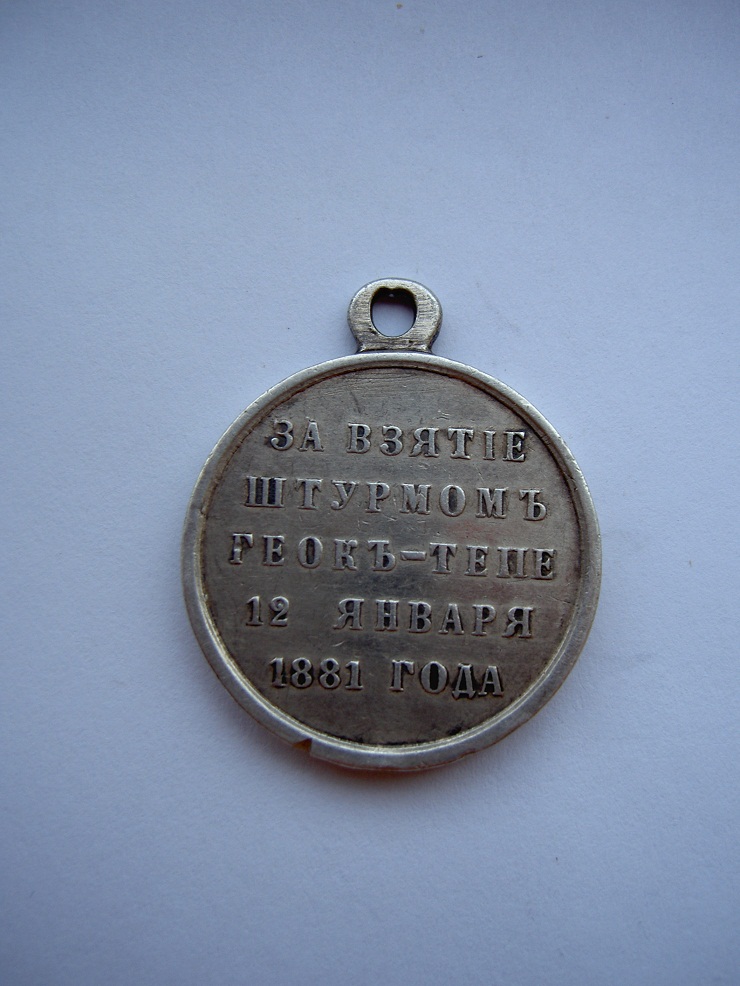 ЗА ВЗЯТІЕ
ШТУРМОМЪ
ГЕОКЪ-ТЕПЕ
12 ЯНВАРЯ
1881 ГОДА